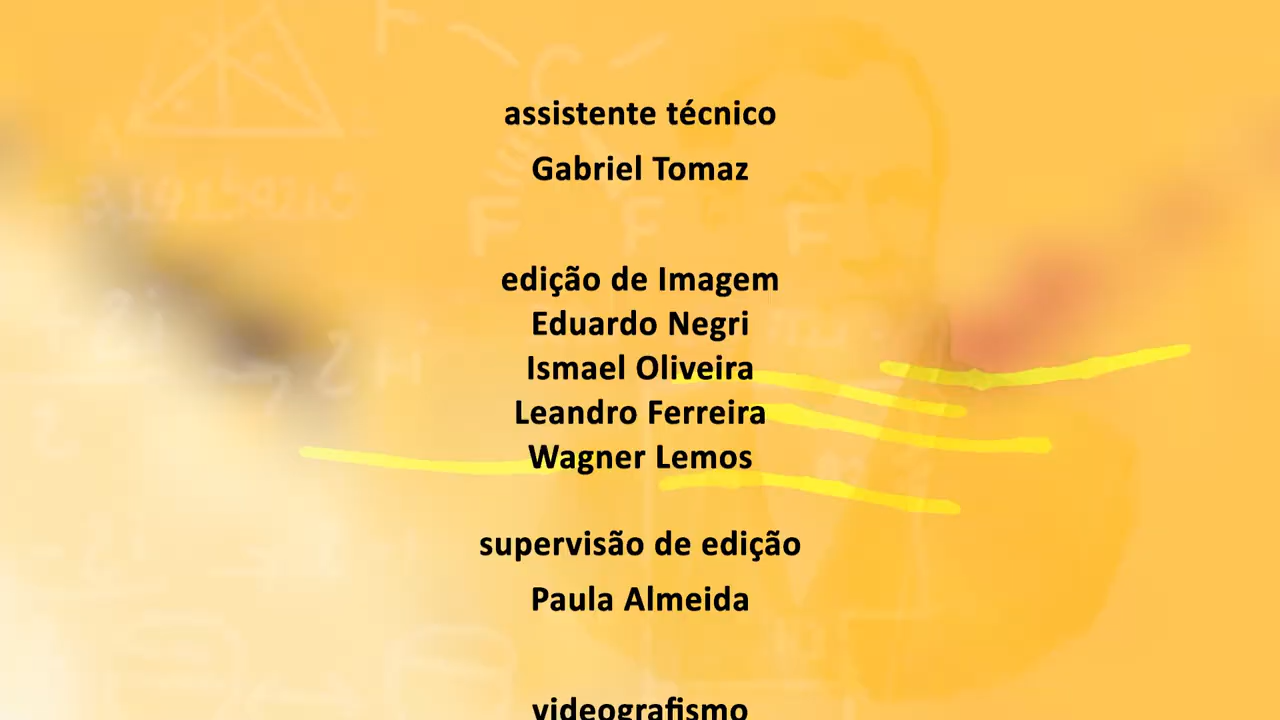 assistente técnico
Gabriel Tomaz
edição de Imagem
Eduardo Negri
Ismael Oliveira
Leandro Ferreira
Wagner Lemos
supervisão de edição
Paula Almeida
videografismo